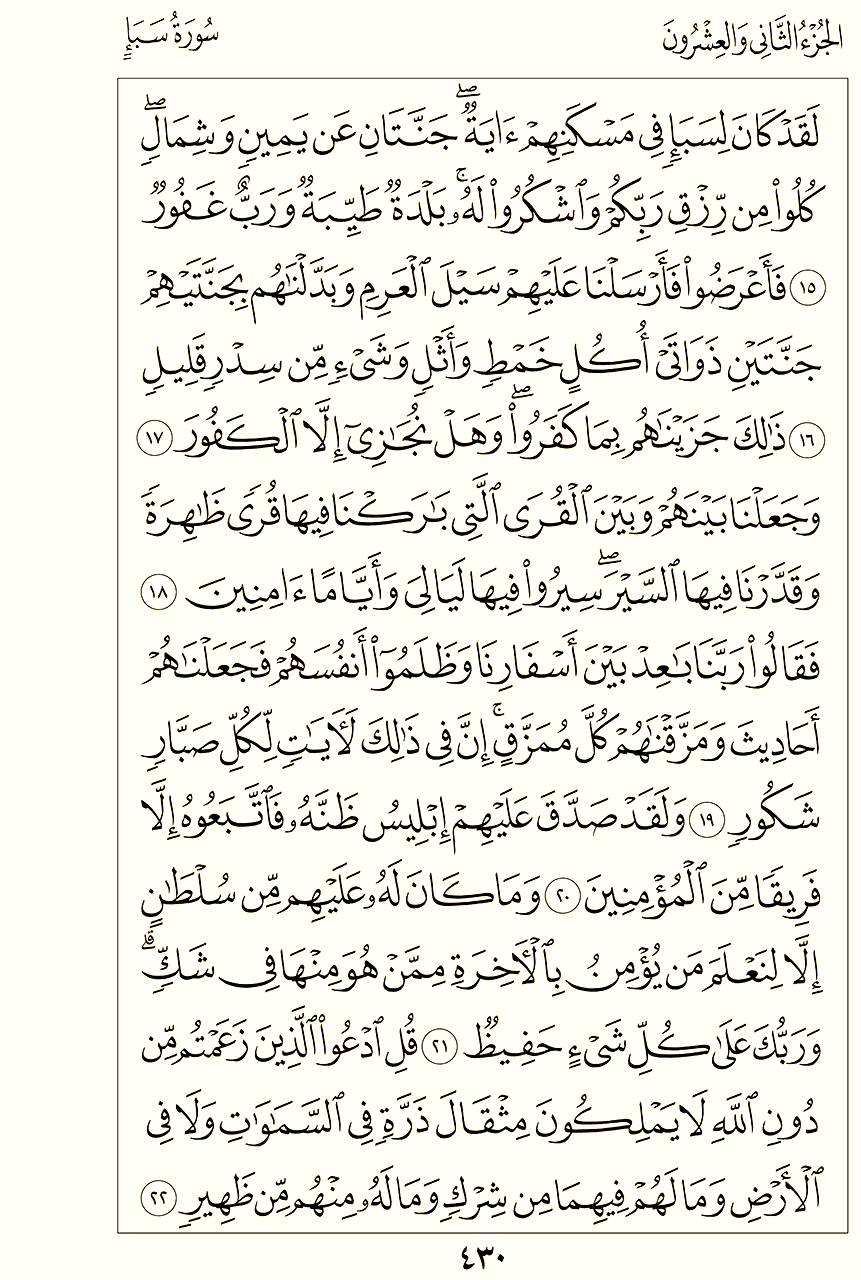 الجُزْءُ الثَّانِي وَالعِشْرُونَ
سُورَةُ سَبَإٍ
لَقَدْ كَانَ لِسَبَإٍ فِي مَسْكَنِهِمْ ءَايَةٌۖ جَنَّتَانِ عَن يَمِينٍ وَشِمَالٍۖ
كُلُوا۟ مِن رِّزْقِ رَبِّكُمْ وَٱشْكُرُوا۟ لَهُۥۚ بَلْدَةٌ طَيِّبَةٌ وَرَبٌّ غَفُورٌ
١٥ فَأَعْرَضُوا۟ فَأَرْسَلْنَا عَلَيْهِمْ سَيْلَ ٱلْعَرِمِ وَبَدَّلْنَٰهُم بِجَنَّتَيْهِمْ
جَنَّتَيْنِ ذَوَاتَىْ أُكُلٍ خَمْطٍ وَأَثْلٍ وَشَىْءٍ مِّن سِدْرٍ قَلِيلٍ
١٦ ذَٰلِكَ جَزَيْنَٰهُم بِمَا كَفَرُوا۟ۖ وَهَلْ نُجَٰزِىٓ إِلَّا ٱلْكَفُورَ ١٧
وَجَعَلْنَا بَيْنَهُمْ وَبَيْنَ ٱلْقُرَى ٱلَّتِى بَٰرَكْنَا فِيهَا قُرًى ظَٰهِرَةً
وَقَدَّرْنَا فِيهَا ٱلسَّيْرَۖ سِيرُوا۟ فِيهَا لَيَالِىَ وَأَيَّامًا ءَامِنِينَ ١٨
فَقَالُوا۟ رَبَّنَا بَٰعِدْ بَيْنَ أَسْفَارِنَا وَظَلَمُوٓا۟ أَنفُسَهُمْ فَجَعَلْنَٰهُمْ
أَحَادِيثَ وَمَزَّقْنَٰهُمْ كُلَّ مُمَزَّقٍۚ إِنَّ فِى ذَٰلِكَ لَءَايَٰتٍ لِّكُلِّ صَبَّارٍ
شَكُورٍ ١٩ وَلَقَدْ صَدَّقَ عَلَيْهِمْ إِبْلِيسُ ظَنَّهُۥ فَٱتَّبَعُوهُ إِلَّا
فَرِيقًا مِّنَ ٱلْمُؤْمِنِينَ ٢٠ وَمَا كَانَ لَهُۥ عَلَيْهِم مِّن سُلْطَٰنٍ
إِلَّا لِنَعْلَمَ مَن يُؤْمِنُ بِٱلْءَاخِرَةِ مِمَّنْ هُوَ مِنْهَا فِى شَكٍّۗ
وَرَبُّكَ عَلَىٰ كُلِّ شَىْءٍ حَفِيظٌ ٢١ قُلِ ٱدْعُوا۟ ٱلَّذِينَ زَعَمْتُم مِّن
دُونِ ٱللَّهِ لَا يَمْلِكُونَ مِثْقَالَ ذَرَّةٍ فِى ٱلسَّمَٰوَٰتِ وَلَا فِى
ٱلْأَرْضِ وَمَا لَهُمْ فِيهِمَا مِن شِرْكٍ وَمَا لَهُۥ مِنْهُم مِّن ظَهِيرٍ ٢٢
٤٣٠